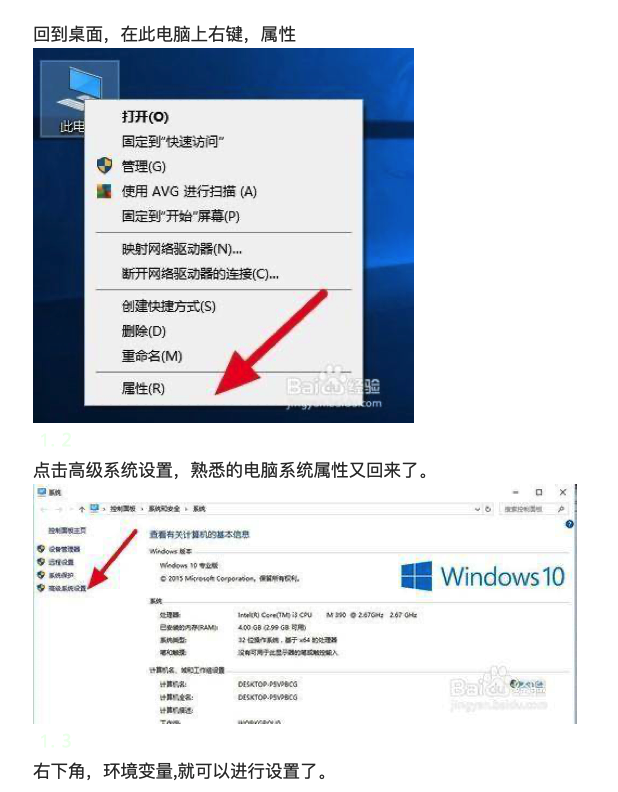 回到桌面，在此电脑上右键，属性
此电
打开(O)
固定到"快速访问"
管理(G)
使用 AVG 进行扫描 (A)
固定到"开始"屏幕(P)
映射网络驱动器(N)...
断开网络驱动器的连接(C)...
创建快捷方式(S)
删除(D)
重命名(M)
属性(R)
Baidu经验
jingyan.baidu.com
1. 2
点击高级系统设置，熟悉的电脑系统属性又回来了。
系统
控制面板 › 系统和安全 › 系统
搜索控制面板
控制面板主页
设备管理器
远程设置
系统保护
高级系统设置
查看有关计算机的基本信息
Windows 版本
Windows 10 专业版
© 2015 Microsoft Corporation。保留所有权利。
Windows 10
系统
处理器: Intel(R) Core(TM) i3 CPU M 390 @ 2.67GHz 2.67 GHz
已安装的内存(RAM): 4.00 GB (2.99 GB 可用)
系统类型: 32 位操作系统，基于 x64 的处理器
笔和触摸: 没有可用于此显示器的笔或触控输入
计算机名、域和工作组设置
计算机名: DESKTOP-P5VPBCG
计算机全名: DESKTOP-P5VPBCG
计算机描述:
工作组: WORKGROUP
Baidu经验
jingyan.baidu.com
1. 3
右下角，环境变量,就可以进行设置了。